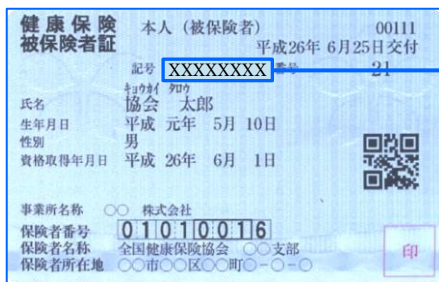 健康保険 本人（被保険者） 00111
被保険者証 平成26年 6月25日交付
記号 XXXXXXXX 番号 21
ｷｮｳｶｲ ﾀﾛｳ
氏名 協会 太郎
生年月日 平成 元年 5月 10日
性別 男
資格取得年月日 平成 26年 6月 1日
事業所名称 ○○ 株式会社
保険者番号 01010016
保険者名称 全国健康保険協会 ○○支部
保険者所在地 ○○市○○区○○町○－○－○
印